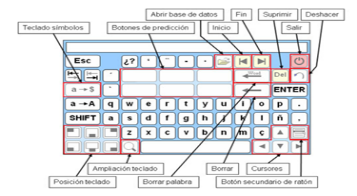 Abrir base de datos
Fin
Suprimir
Deshacer
Teclado símbolos
Botones de predicción
Inicio
Salir
Esc
¿?
Del
a→$
ENTER
a→A q w e r t y u i o p .
SHIFT a s d f g h j k l ñ
z x c v b n m
Ampliación teclado
Borrar
Cursores
Posición teclado
Borrar palabra
Botón secundario de ratón